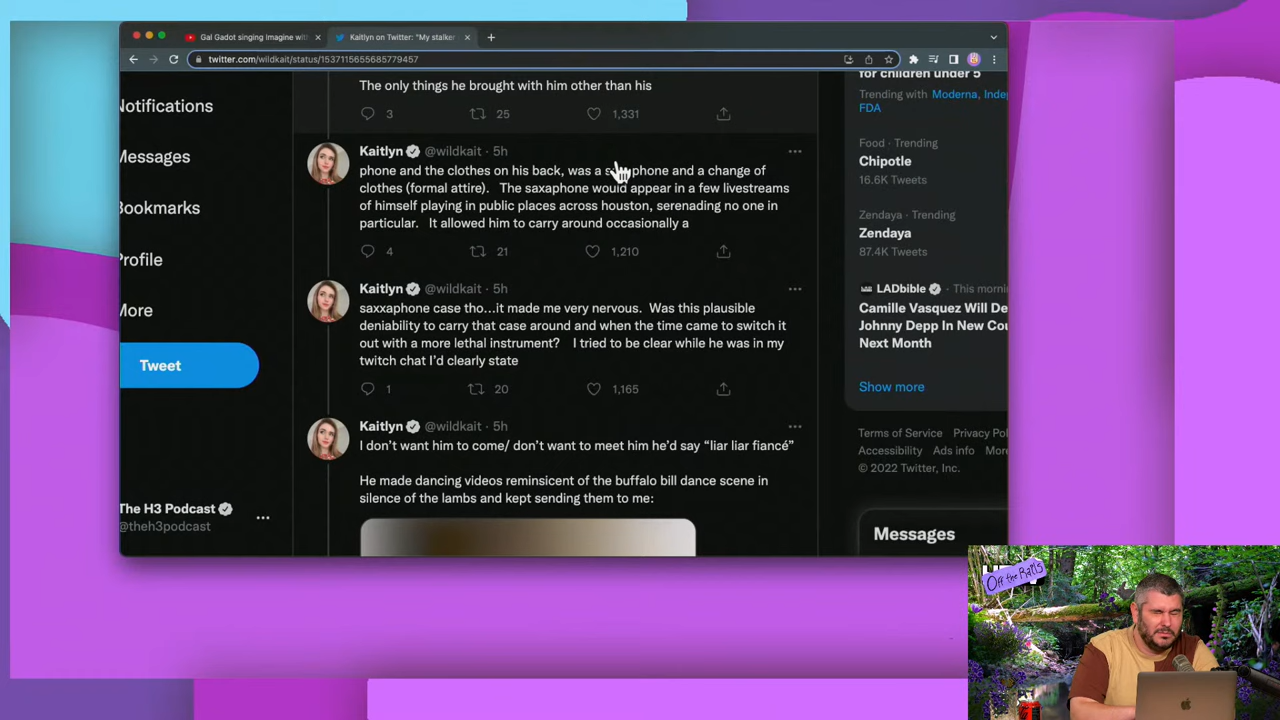 Gal Gadot singing Imagine with
Kaitlyn on Twitter: "My stalker
twitter.com/wildkait/status/1537115655685779457
Notifications
Messages
Bookmarks
Profile
More
Tweet
The H3 Podcast
@theh3podcast
The only things he brought with him other than his
3 25 1,331
Kaitlyn @wildkait · 5h
phone and the clothes on his back, was a phone and a change of
clothes (formal attire). The saxaphone would appear in a few livestreams
of himself playing in public places across houston, serenading no one in
particular. It allowed him to carry around occasionally a
4 21 1,210
Kaitlyn @wildkait · 5h
saxxaphone case tho...it made me very nervous. Was this plausible
deniability to carry that case around and when the time came to switch it
out with a more lethal instrument? I tried to be clear while he was in my
twitch chat I'd clearly state
1 20 1,165
Kaitlyn @wildkait · 5h
I don't want him to come/ don't want to meet him he'd say "liar liar fiancé"
He made dancing videos reminsicent of the buffalo bill dance scene in
silence of the lambs and kept sending them to me:
for children under 5
Trending with Moderna, Inde
FDA
Food · Trending
Chipotle
16.6K Tweets
Zendaya · Trending
Zendaya
87.4K Tweets
LADbible · This morni
Camille Vasquez Will De
Johnny Depp In New Cou
Next Month
Show more
Terms of Service Privacy Pol
Accessibility Ads info More
© 2022 Twitter, Inc.
Messages
Off the Rails